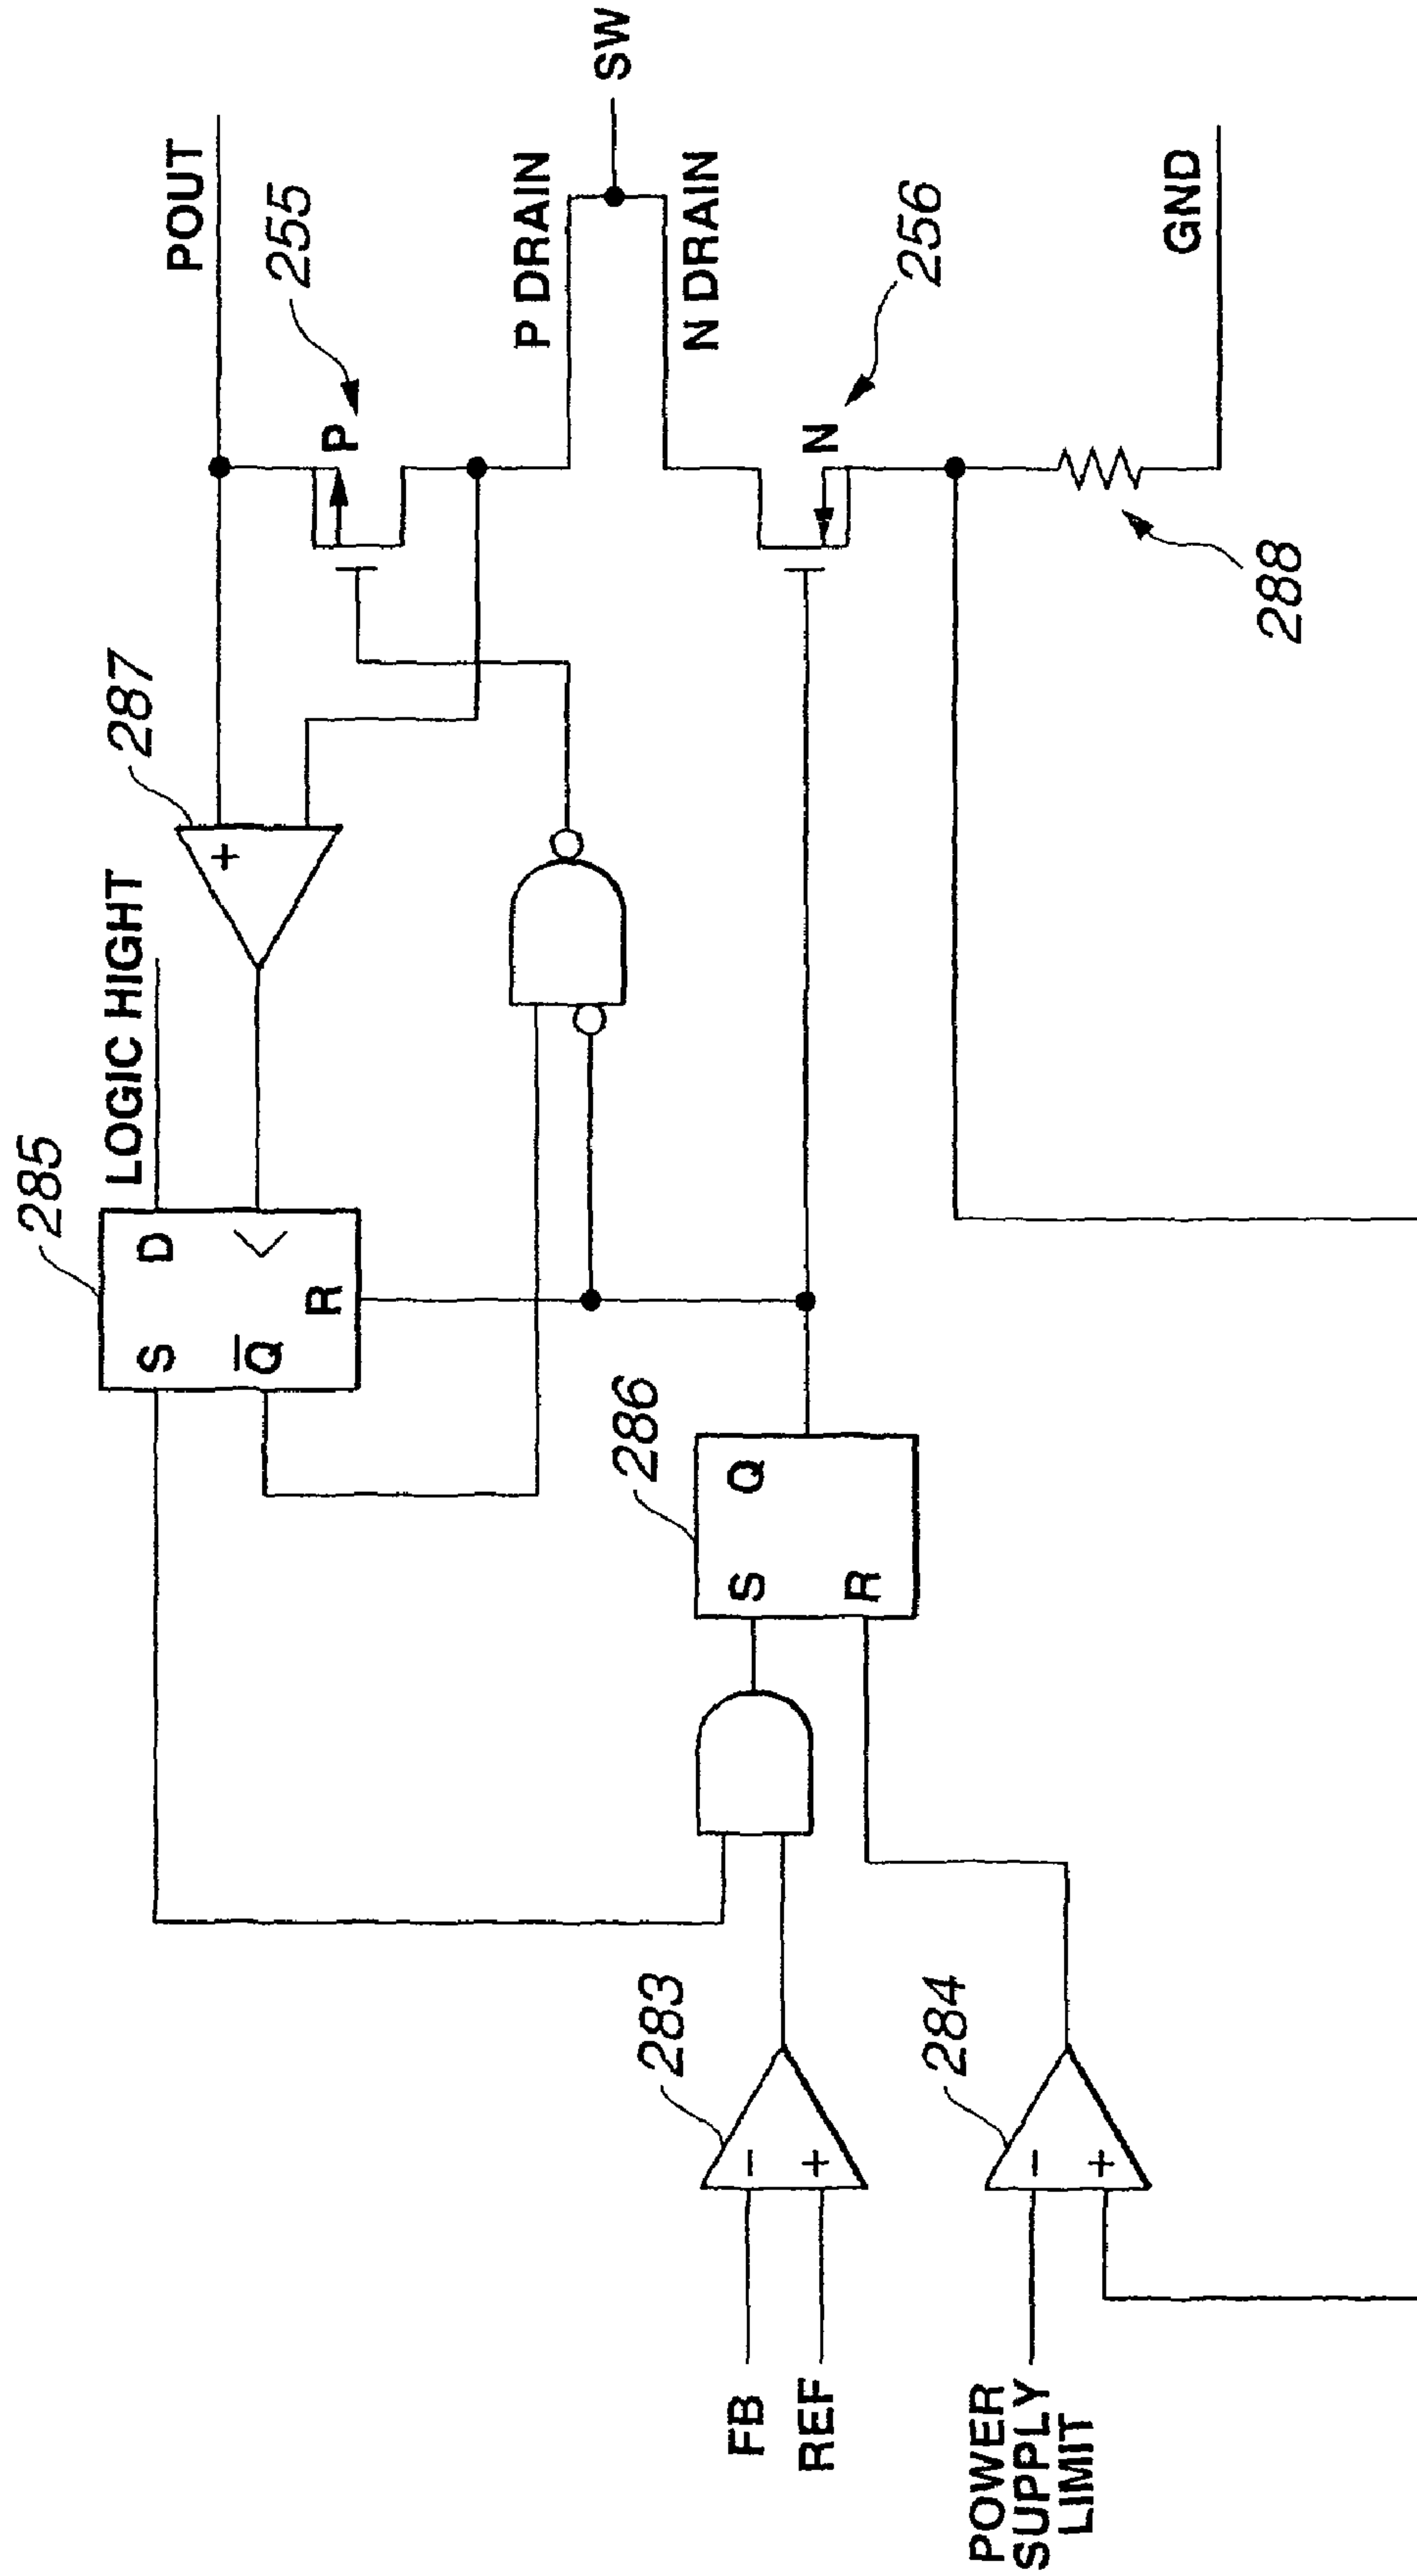 285
LOGIC HIGHT
287
POUT
255
S
D
Q
R
+
P
P DRAIN
SW
N DRAIN
286
S
Q
R
N
256
283
FB
-
REF
+
284
POWER
SUPPLY
LIMIT
-
+
288
GND